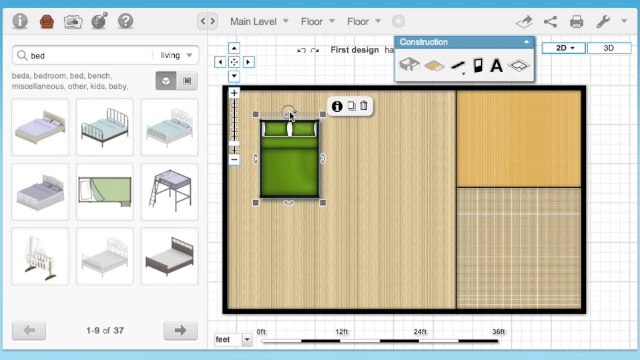 Main Level Floor Floor
Construction
First design ha
2D 3D
A
bed living
beds, bedroom, bed, bench,
miscellaneous, other, kids, baby,
1-9 of 37
feet 0ft 12ft 24ft 36ft